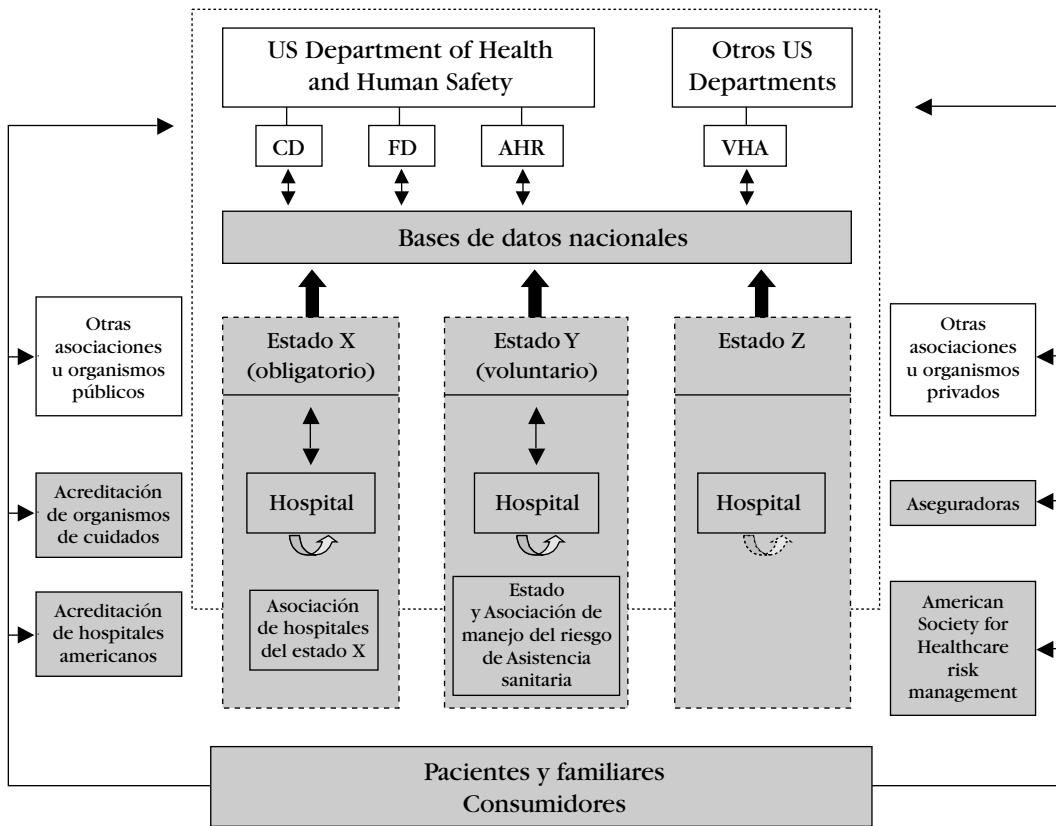 US Department of Health
and Human Safety
Otros US
Departments
CD
FD
AHR
VHA
Bases de datos nacionales
Otras
asociaciones
u organismos
públicos
Estado X
(obligatorio)
Estado Y
(voluntario)
Estado Z
Otras
asociaciones
u organismos
privados
Acreditación
de organismos
de cuidados
Hospital
Hospital
Hospital
Aseguradoras
Acreditación
de hospitales
americanos
Asociación
de hospitales
del estado X
Estado
y Asociación de
manejo del riesgo
de Asistencia
sanitaria
American
Society for
Healthcare
risk
management
Pacientes y familiares
Consumidores